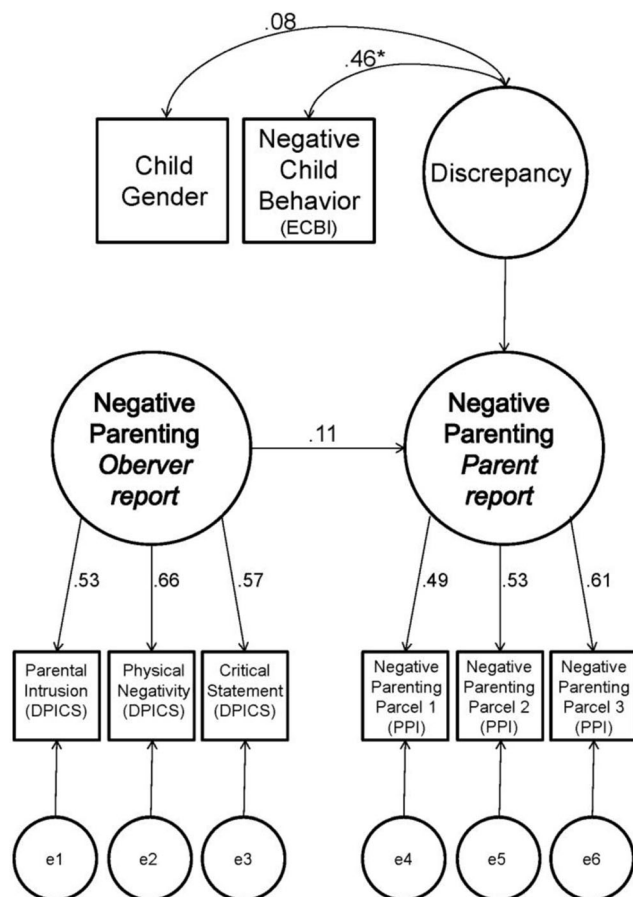 .08
.46*
Child
Gender
Negative
Child
Behavior
(ECBI)
Discrepancy
Negative
Parenting
Oberver
report
.11
Negative
Parenting
Parent
report
.53
.66
.57
.49
.53
.61
Parental
Intrusion
(DPICS)
Physical
Negativity
(DPICS)
Critical
Statement
(DPICS)
Negative
Parenting
Parcel 1
(PPI)
Negative
Parenting
Parcel 2
(PPI)
Negative
Parenting
Parcel 3
(PPI)
e1
e2
e3
e4
e5
e6